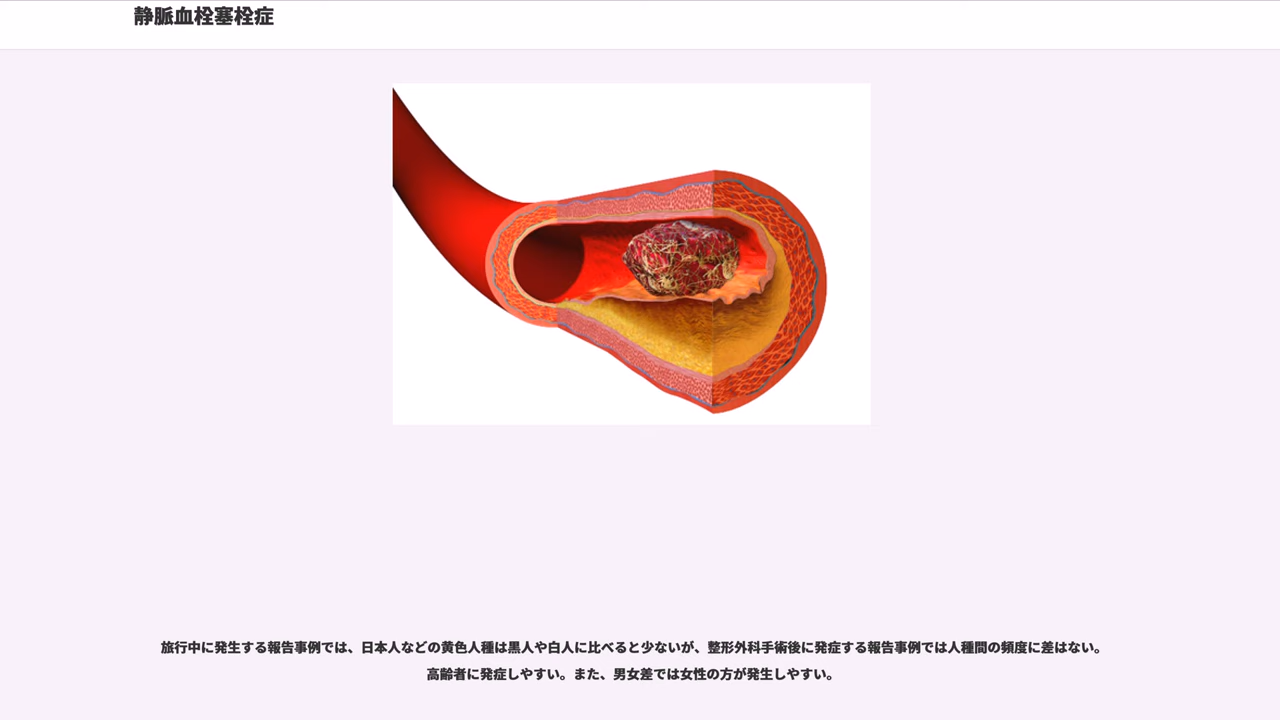 静脈血栓塞栓症
旅行中に発生する報告事例では、日本人などの黄色人種は黒人や白人に比べると少ないが、整形外科手術後に発症する報告事例では人種間の頻度に差はない。
高齢者に発症しやすい。また、男女差では女性の方が発生しやすい。